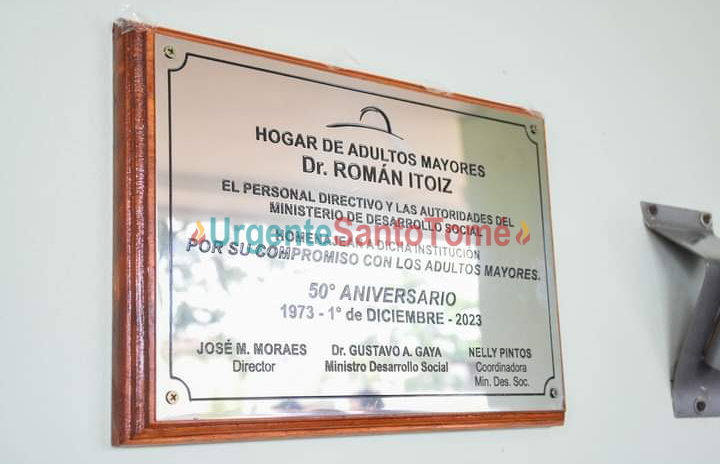 HOGAR DE ADULTOS MAYORES
Dr. ROMÁN ITOIZ
EL PERSONAL DIRECTIVO Y LAS AUTORIDADES DEL
MINISTERIO DE DESARROLLO SOCIAL
UrgenteSantoTome
HOMENAJEAN A DICHA INSTITUCIÓN
POR SU COMPROMISO CON LOS ADULTOS MAYORES.
50° ANIVERSARIO
1973 - 1° de DICIEMBRE - 2023
JOSÉ M. MORAES Dr. GUSTAVO A. GAYA NELLY PINTOS
Director Ministro Desarrollo Social Coordinadora
Min. Des. Soc.